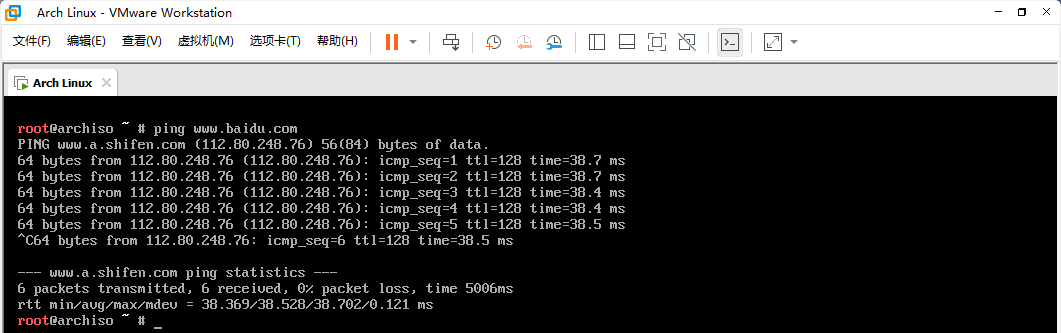 Arch Linux - VMware Workstation
文件(F) 编辑(E) 查看(V) 虚拟机(M) 选项卡(T) 帮助(H)
Arch Linux
root@archiso ~ # ping www.baidu.com
PING www.a.shifen.com (112.80.248.76) 56(84) bytes of data.
64 bytes from 112.80.248.76 (112.80.248.76): icmp_seq=1 ttl=128 time=38.7 ms
64 bytes from 112.80.248.76 (112.80.248.76): icmp_seq=2 ttl=128 time=38.7 ms
64 bytes from 112.80.248.76 (112.80.248.76): icmp_seq=3 ttl=128 time=38.4 ms
64 bytes from 112.80.248.76 (112.80.248.76): icmp_seq=4 ttl=128 time=38.4 ms
64 bytes from 112.80.248.76 (112.80.248.76): icmp_seq=5 ttl=128 time=38.5 ms
^C64 bytes from 112.80.248.76: icmp_seq=6 ttl=128 time=38.5 ms
--- www.a.shifen.com ping statistics ---
6 packets transmitted, 6 received, 0% packet loss, time 5006ms
rtt min/avg/max/mdev = 38.369/38.528/38.702/0.121 ms
root@archiso ~ # _